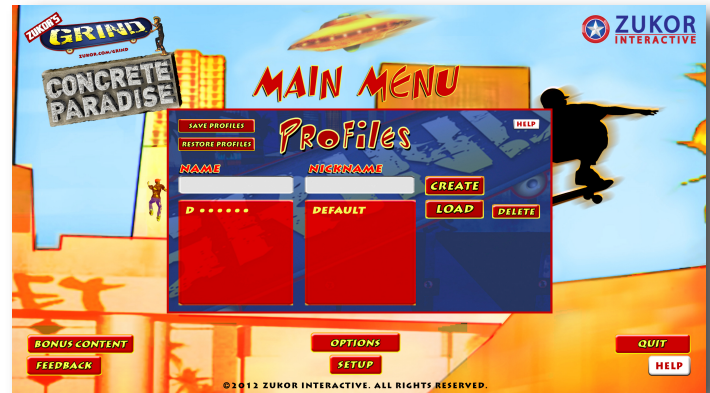 ZUKOR'S
GRIND
ZUKOR.COM/GRIND
CONCRETE
PARADISE
ZUKOR
INTERACTIVE
MAIN MENU
SAVE PROFILES
RESTORE PROFILES
PROFILES
HELP
NAME
NICKNAME
CREATE
LOAD
DELETE
D ••••••
DEFAULT
BONUS CONTENT
FEEDBACK
OPTIONS
SETUP
QUIT
HELP
©2012 ZUKOR INTERACTIVE. ALL RIGHTS RESERVED.